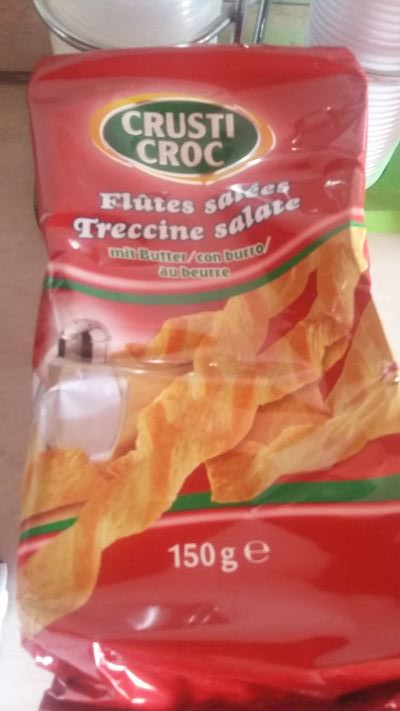 CRUSTI
CROC
Flûtes salées
Treccine salate
mit Butter/con burro/
au beurre
150g e